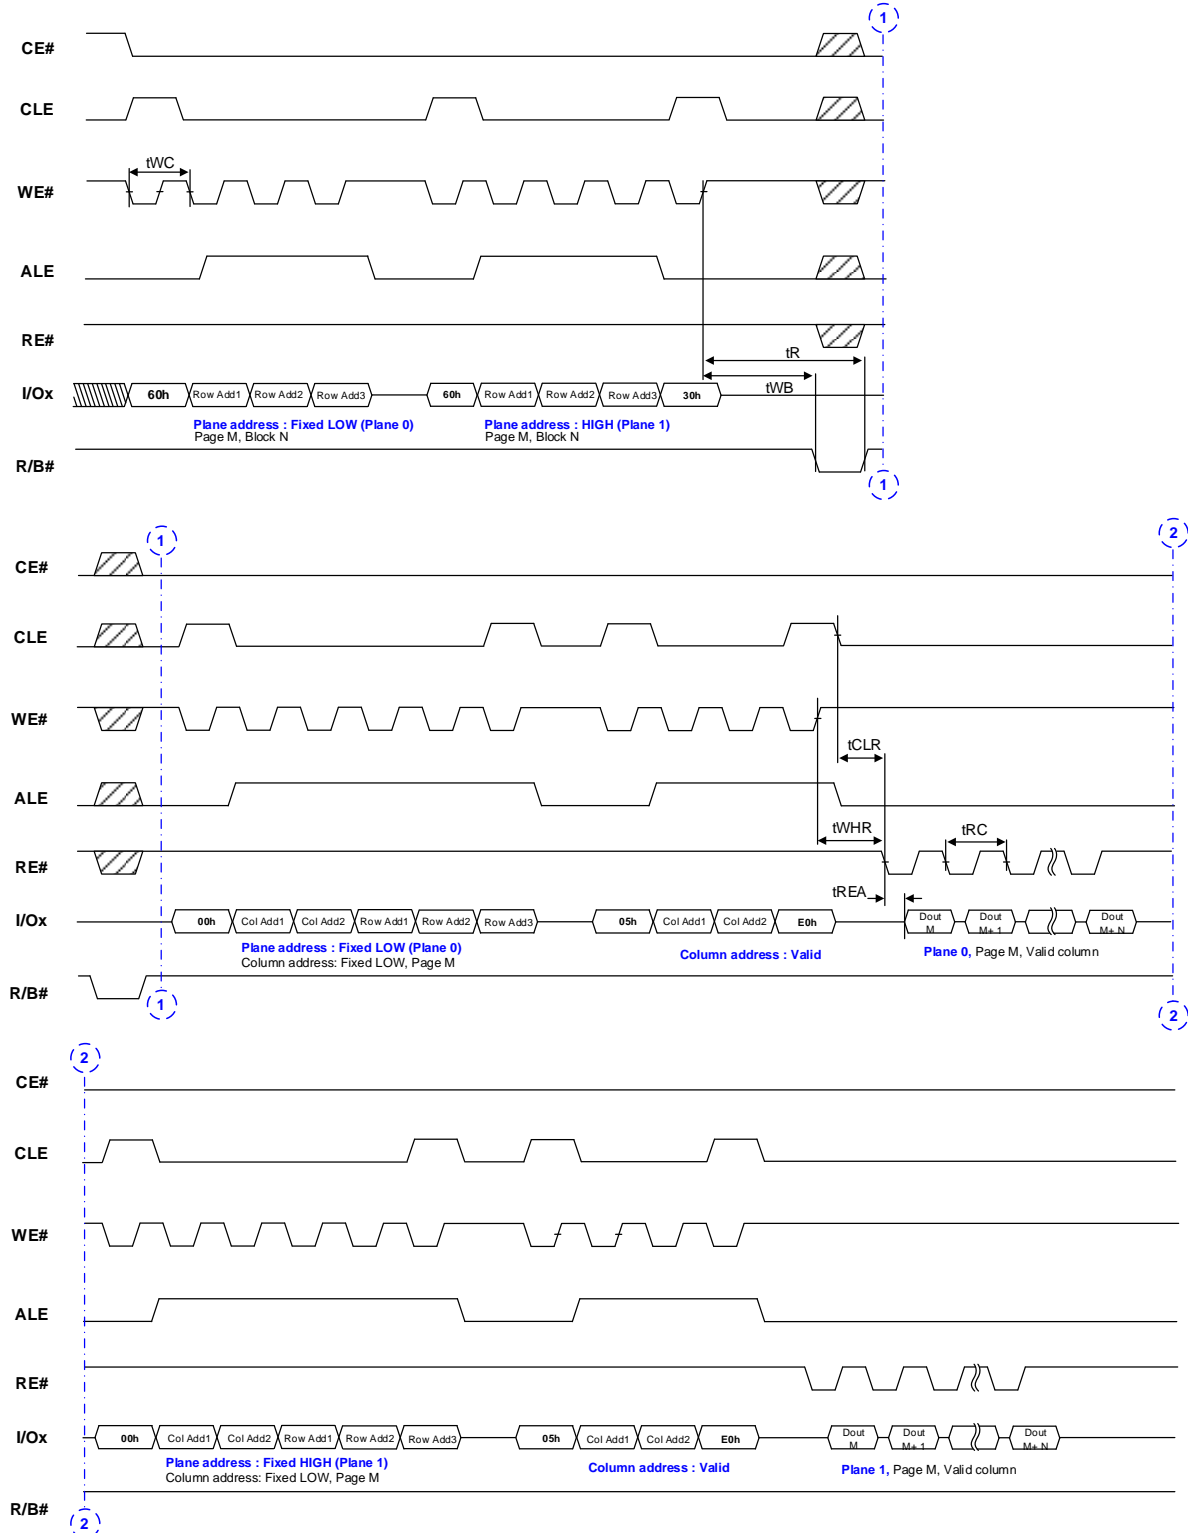 1
CE#
CLE
tWC
WE#
ALE
RE#
tR
tWB
I/Ox
60h Row Add1 Row Add2 Row Add3 60h Row Add1 Row Add2 Row Add3 30h
Plane address : Fixed LOW (Plane 0) Plane address : HIGH (Plane 1)
Page M, Block N Page M, Block N
R/B#
1
1 2
CE#
CLE
WE#
tCLR
ALE
tWHR tRC
RE#
tREA
I/Ox 00h Col Add1 Col Add2 Row Add1 Row Add2 Row Add3 05h Col Add1 Col Add2 E0h Dout M Dout M+ 1 Dout M+ N
Plane address : Fixed LOW (Plane 0) Column address : Valid Plane 0, Page M, Valid column
Column address: Fixed LOW, Page M
R/B#
1 2
2
CE#
CLE
WE#
ALE
RE#
I/Ox 00h Col Add1 Col Add2 Row Add1 Row Add2 Row Add3 05h Col Add1 Col Add2 E0h Dout M Dout M+ 1 Dout M+ N
Plane address : Fixed HIGH (Plane 1) Column address : Valid Plane 1, Page M, Valid column
Column address: Fixed LOW, Page M
R/B#
2